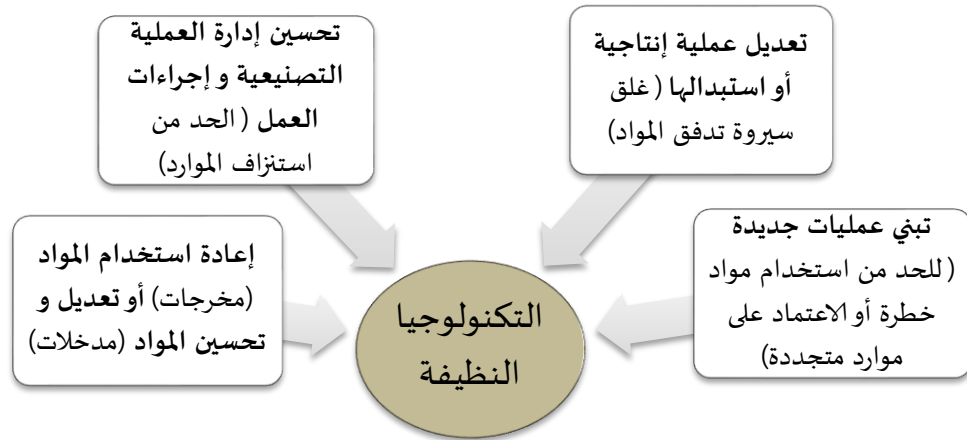 تعديل عملية إنتاجية
أو استبدالها (غلق
سيروة تدفق المواد)
تحسين إدارة العملية
التصنيعية و إجراءات
العمل (الحد من
استنزاف الموارد)
تبني عمليات جديدة
(للحد من استخدام مواد
خطرة أو الاعتماد على
موارد متجددة)
إعادة استخدام المواد
(مخرجات) أو تعديل و
تحسين المواد (مدخلات)
التكنولوجيا
النظيفة